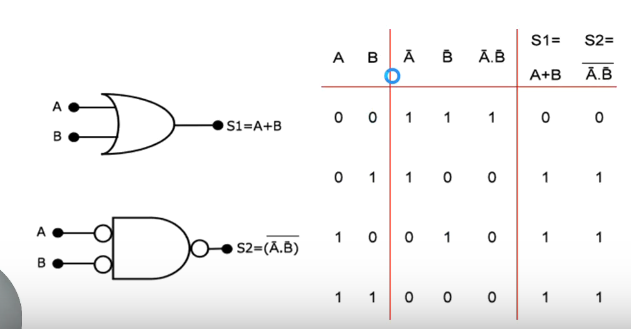 A
B
S1=A+B
A
B
S2=(Ā.B̄)̅
A B Ā B̄ Ā.B̄ S1= A+B S2= Ā.B̄
0 0 1 1 1 0 0
0 1 1 0 0 1 1
1 0 0 1 0 1 1
1 1 0 0 0 1 1